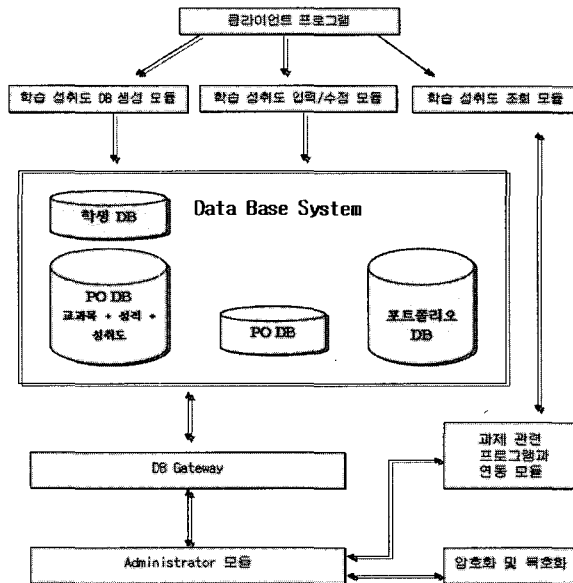 클라이언트 프로그램
학습 성취도 DB 생성 모듈
학습 성취도 입력/수정 모듈
학습 성취도 조회 모듈
Data Base System
학생 DB
PO DB
교과목 + 성적 +
성취도
PO DB
포트폴리오
DB
과제 관련
프로그램과
연동 모듈
DB Gateway
Administrator 모듈
암호화 및 복호화